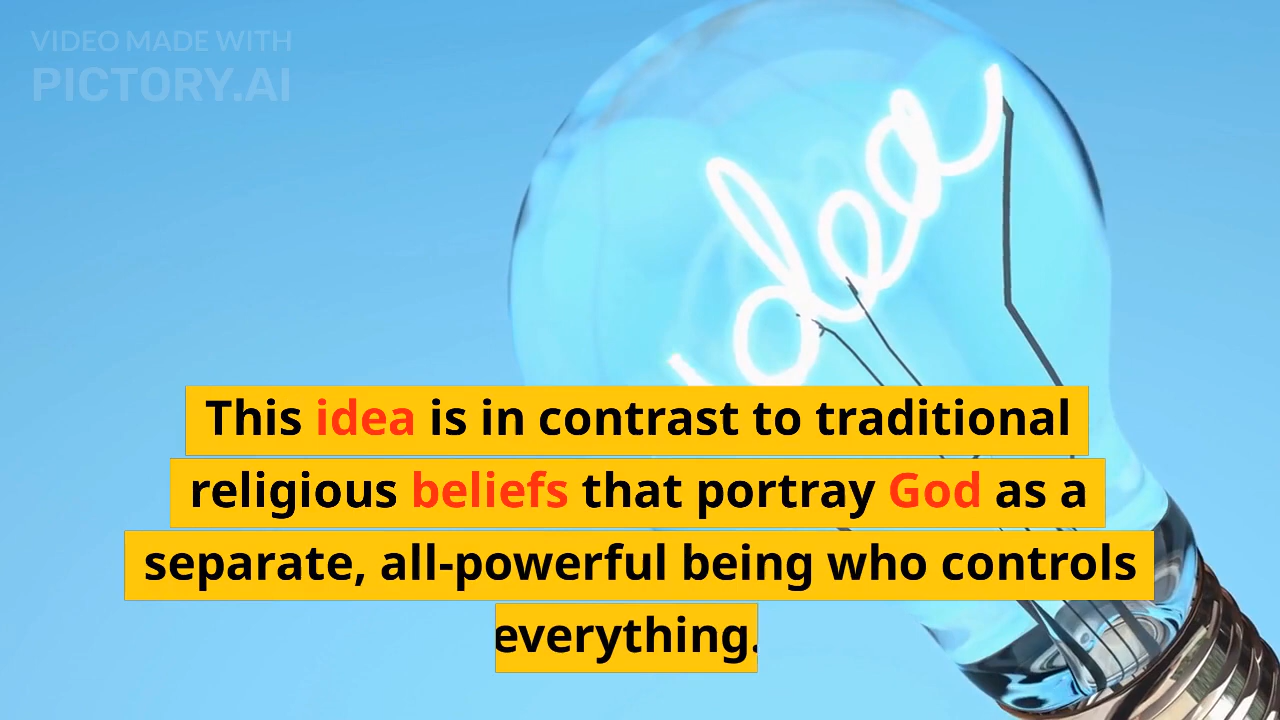 VIDEO MADE WITH
PICTORY.AI
idea
This idea is in contrast to traditional
religious beliefs that portray God as a
separate, all-powerful being who controls
everything.